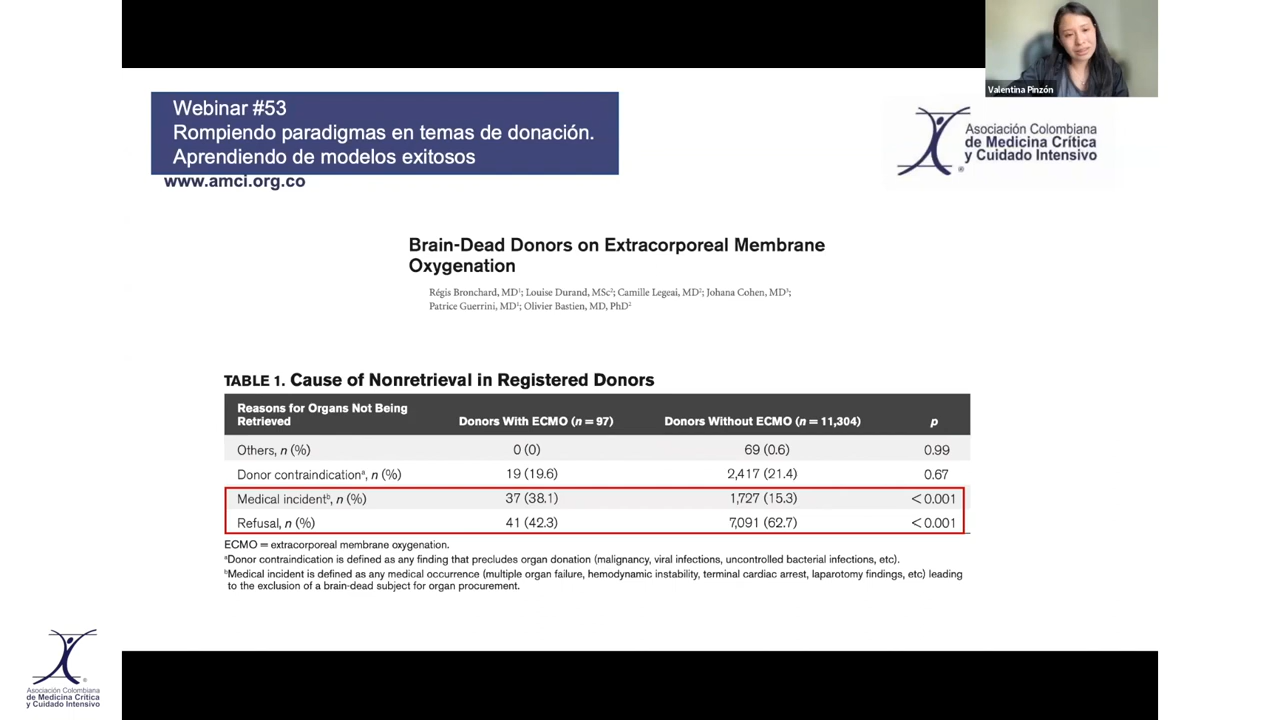 Valentina Pinzón
Webinar #53
Rompiendo paradigmas en temas de donación.
Aprendiendo de modelos exitosos
www.amci.org.co
Asociación Colombiana
de Medicina Crítica
y Cuidado Intensivo
®
Brain-Dead Donors on Extracorporeal Membrane
Oxygenation
Régis Bronchard, MD¹; Louise Durand, MSc²; Camille Legeai, MD²; Johana Cohen, MD³;
Patrice Guerrini, MD¹; Olivier Bastien, MD, PhD²
TABLE 1. Cause of Nonretrieval in Registered Donors
Reasons for Organs Not Being
Retrieved Donors With ECMO (n = 97) Donors Without ECMO (n = 11,304) p
Others, n (%) 0 (0) 69 (0.6) 0.99
Donor contraindicationᵃ, n (%) 19 (19.6) 2,417 (21.4) 0.67
Medical incidentᵇ, n (%) 37 (38.1) 1,727 (15.3) < 0.001
Refusal, n (%) 41 (42.3) 7,091 (62.7) < 0.001
ECMO = extracorporeal membrane oxygenation.
ᵃDonor contraindication is defined as any finding that precludes organ donation (malignancy, viral infections, uncontrolled bacterial infections, etc).
ᵇMedical incident is defined as any medical occurrence (multiple organ failure, hemodynamic instability, terminal cardiac arrest, laparotomy findings, etc) leading
to the exclusion of a brain-dead subject for organ procurement.
®
Asociación Colombiana
de Medicina Crítica
y Cuidado Intensivo